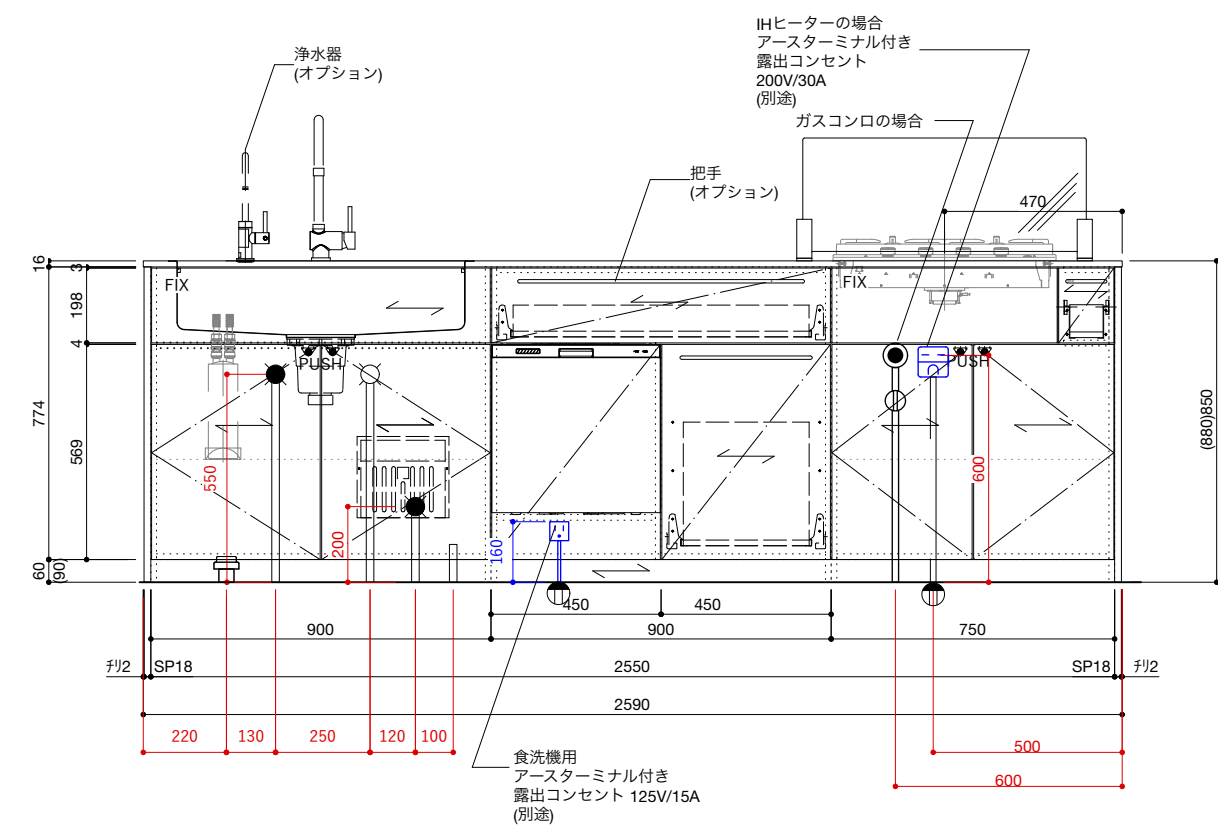 IHヒーターの場合
アースターミナル付き
露出コンセント
200V/30A
(別途)
浄水器
(オプション)
ガスコンロの場合
把手
(オプション)
470
16
3
198
4
774
569
60
(90)
FIX
FIX
PUSH
PUSH
(880)850
550
200
160
600
450
450
900
900
750
ﾁﾘ2
SP18
2550
SP18
ﾁﾘ2
2590
220
130
250
120
100
500
600
食洗機用
アースターミナル付き
露出コンセント 125V/15A
(別途)